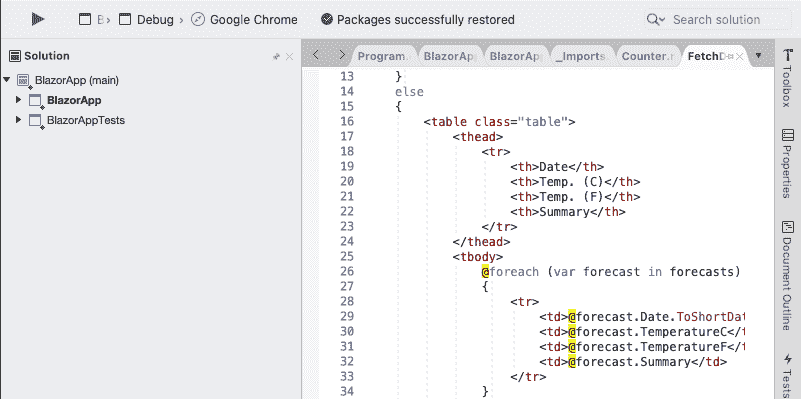 B › Debug › Google Chrome Packages successfully restored Search solution
Solution
BlazorApp (main)
BlazorApp
BlazorAppTests
Program. BlazorAp BlazorAp _Imports Counter.r FetchD
13 }
14 else
15 {
16 <table class="table">
17 <thead>
18 <tr>
19 <th>Date</th>
20 <th>Temp. (C)</th>
21 <th>Temp. (F)</th>
22 <th>Summary</th>
23 </tr>
24 </thead>
25 <tbody>
26 @foreach (var forecast in forecasts)
27 {
28 <tr>
29 <td>@forecast.Date.ToShortDat
30 <td>@forecast.TemperatureC</t
31 <td>@forecast.TemperatureF</t
32 <td>@forecast.Summary</td>
33 </tr>
34 }
Toolbox
Properties
Document Outline
Tests